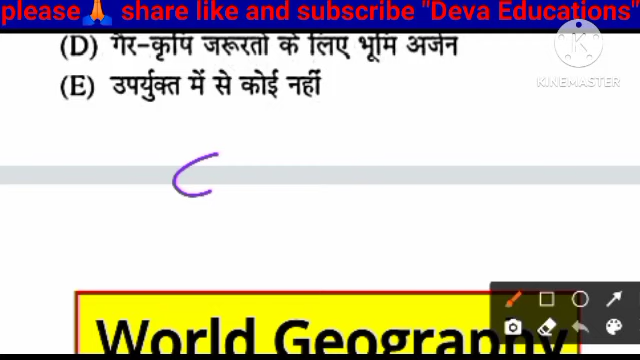 please🙏 share like and subscribe "Deva Educations"
(D) गैर-कृषि जरूरतों के लिए भूमि अर्जन
(E) उपर्युक्त में से कोई नहीं
KINEMASTER
C
World Geography